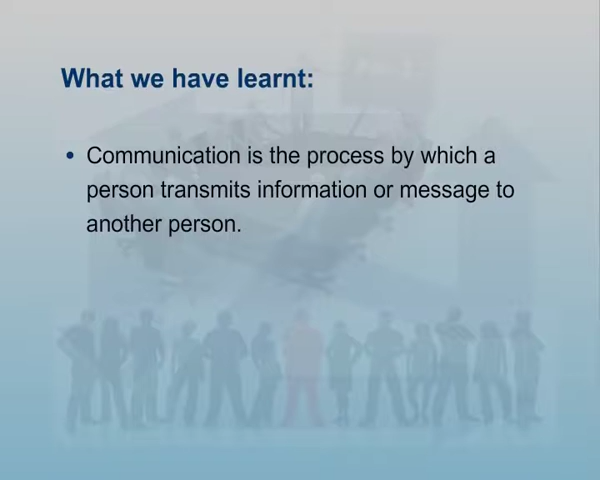 What we have learnt:
• Communication is the process by which a
person transmits information or message to
another person.